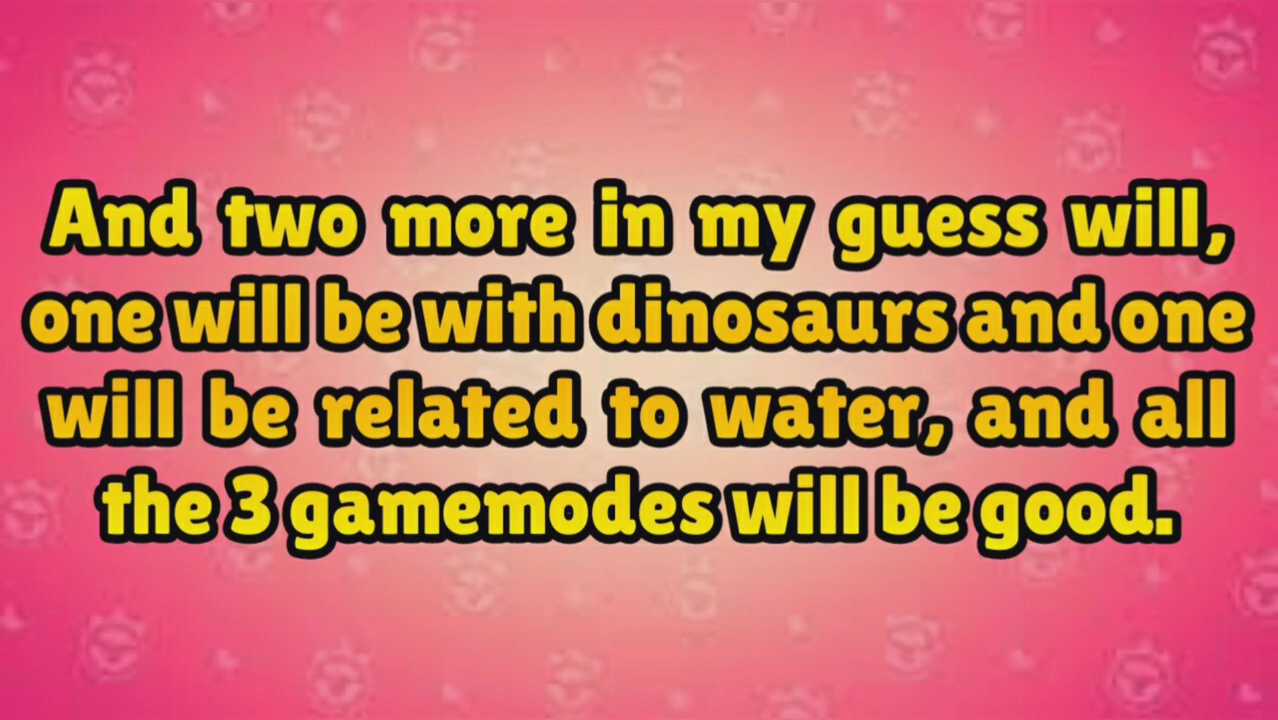 And two more in my guess will,
one will be with dinosaurs and one
will be related to water, and all
the 3 gamemodes will be good.